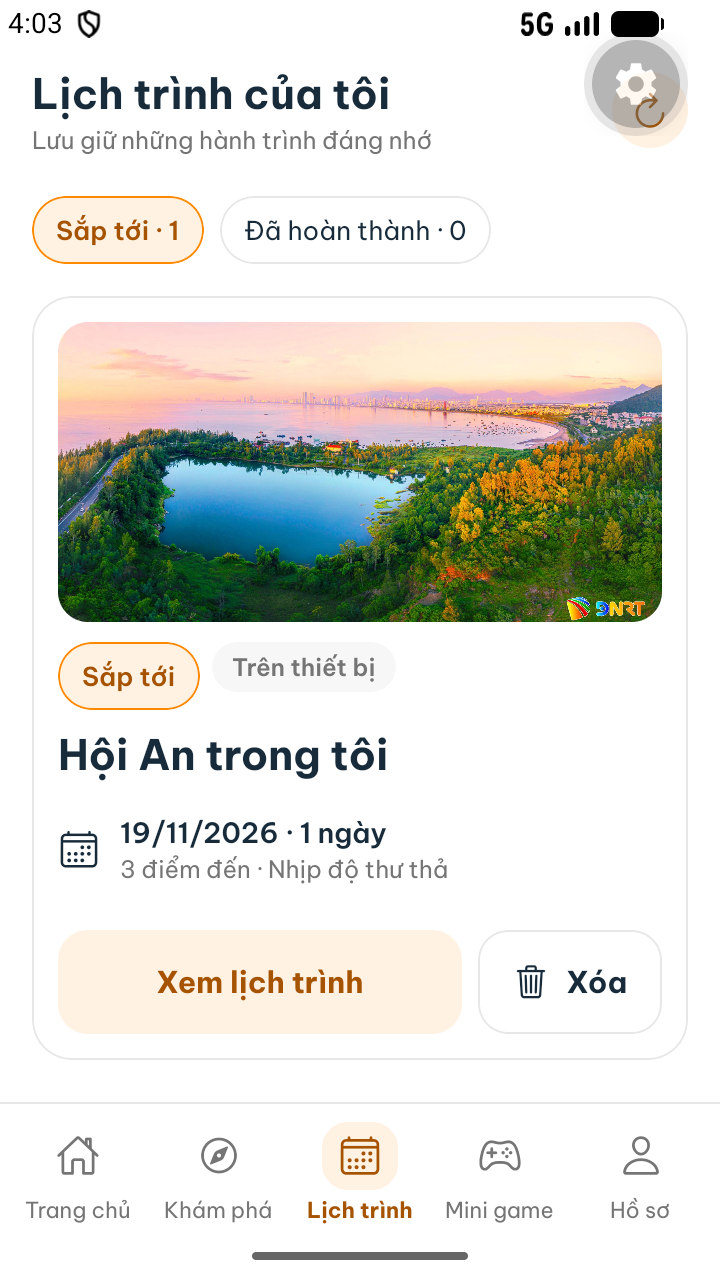 4:03
5G
Lịch trình của tôi
Lưu giữ những hành trình đáng nhớ
Sắp tới · 1
Đã hoàn thành · 0
DNRT
Sắp tới
Trên thiết bị
Hội An trong tôi
19/11/2026 · 1 ngày
3 điểm đến · Nhịp độ thư thả
Xem lịch trình
Xóa
Trang chủ
Khám phá
Lịch trình
Mini game
Hồ sơ